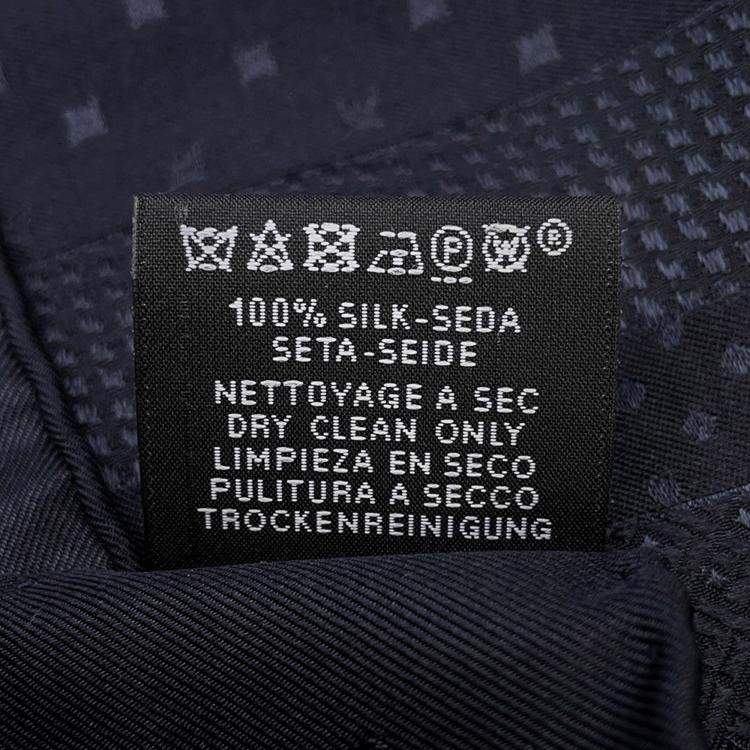 P W ®
100% SILK-SEDA
SETA-SEIDE
NETTOYAGE A SEC
DRY CLEAN ONLY
LIMPIEZA EN SECO
PULITURA A SECCO
TROCKENREINIGUNG